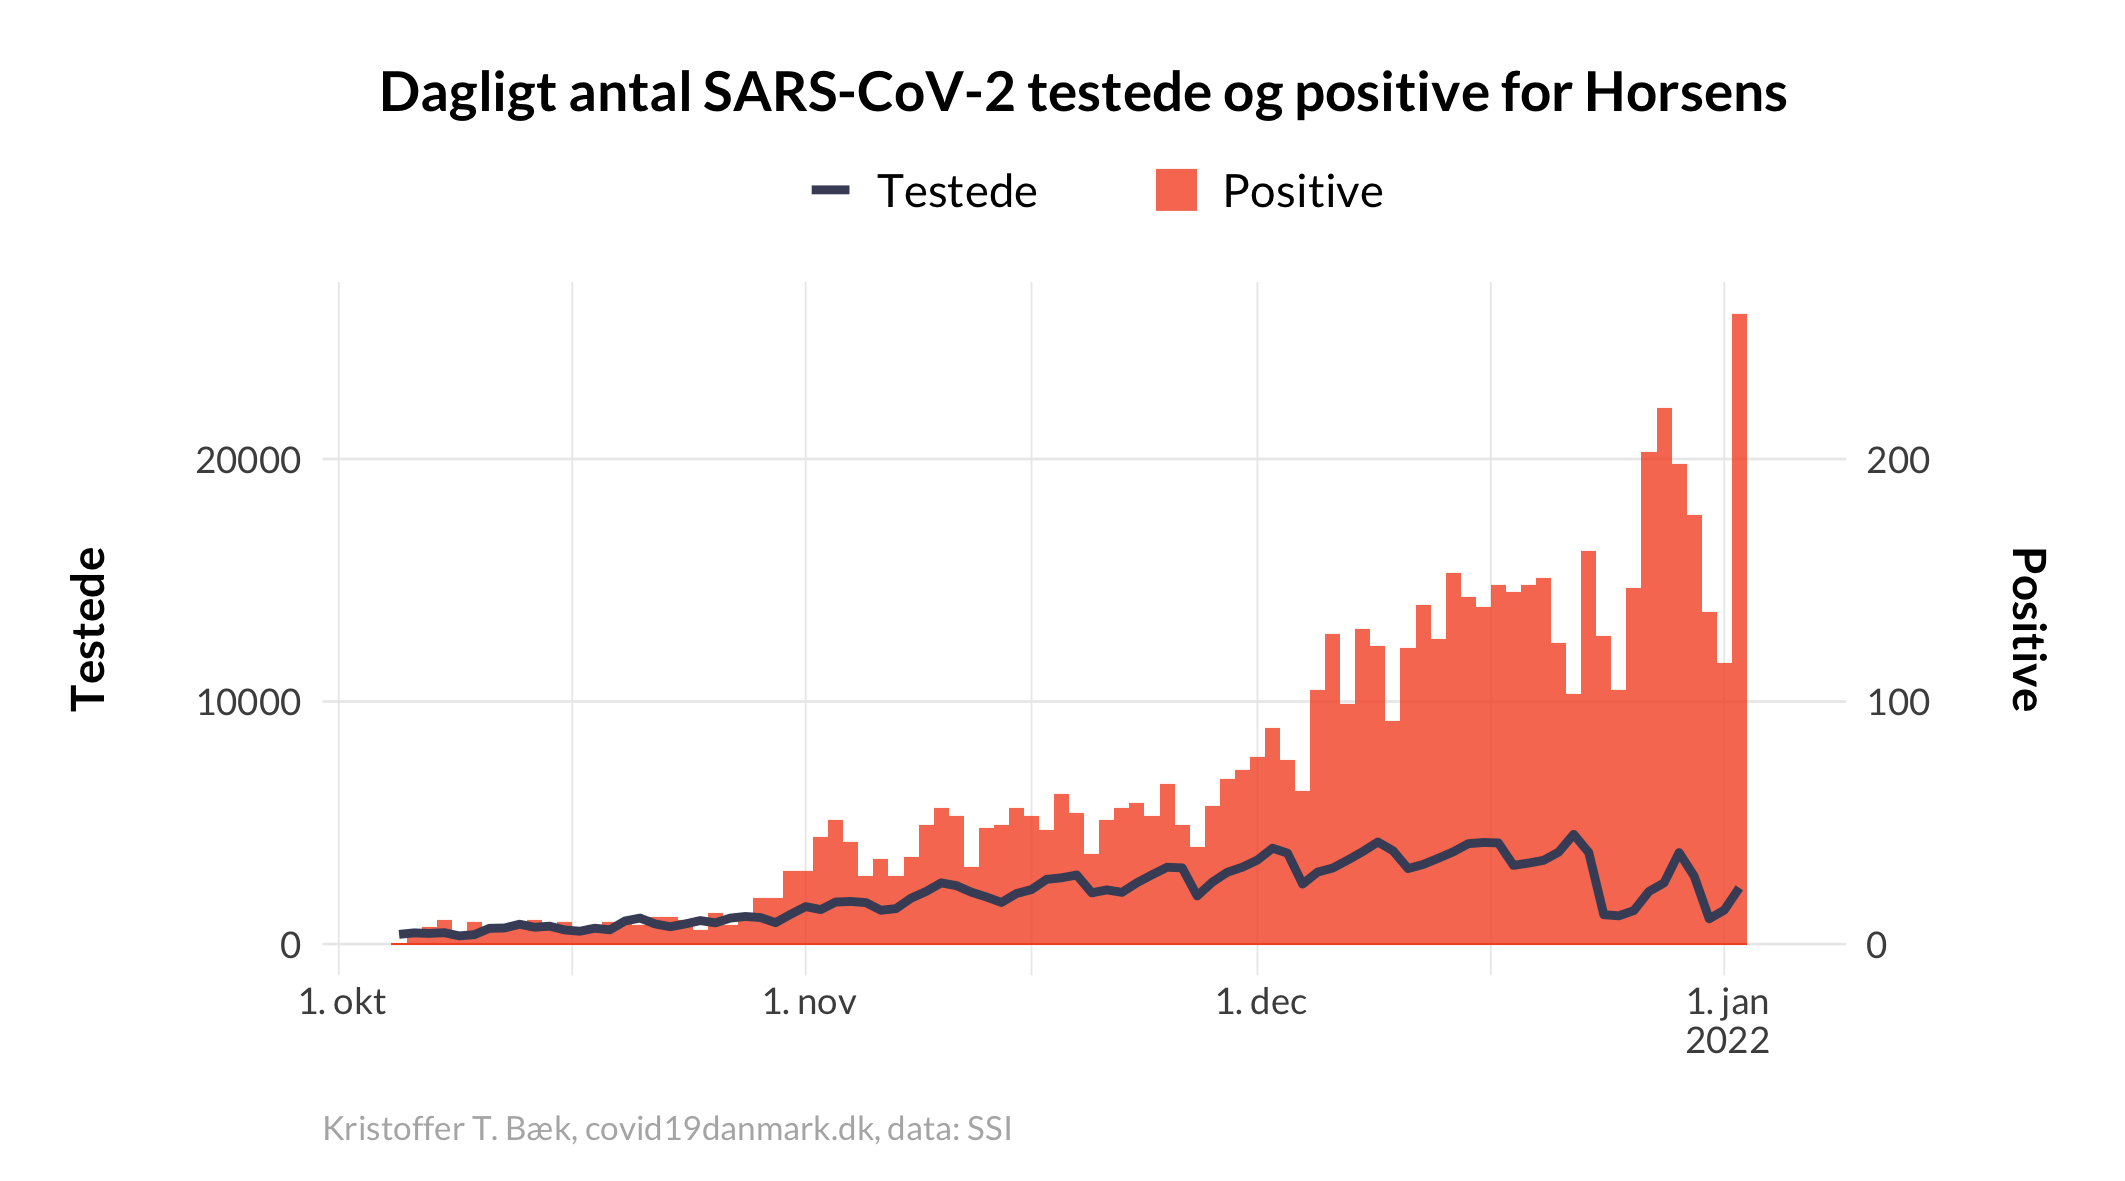 Dagligt antal SARS-CoV-2 testede og positive for Horsens
Testede
Positive
Testede
20000
10000
0
200
100
0
Positive
1. okt
1. nov
1. dec
1. jan
2022
Kristoffer T. Bæk, covid19danmark.dk, data: SSI